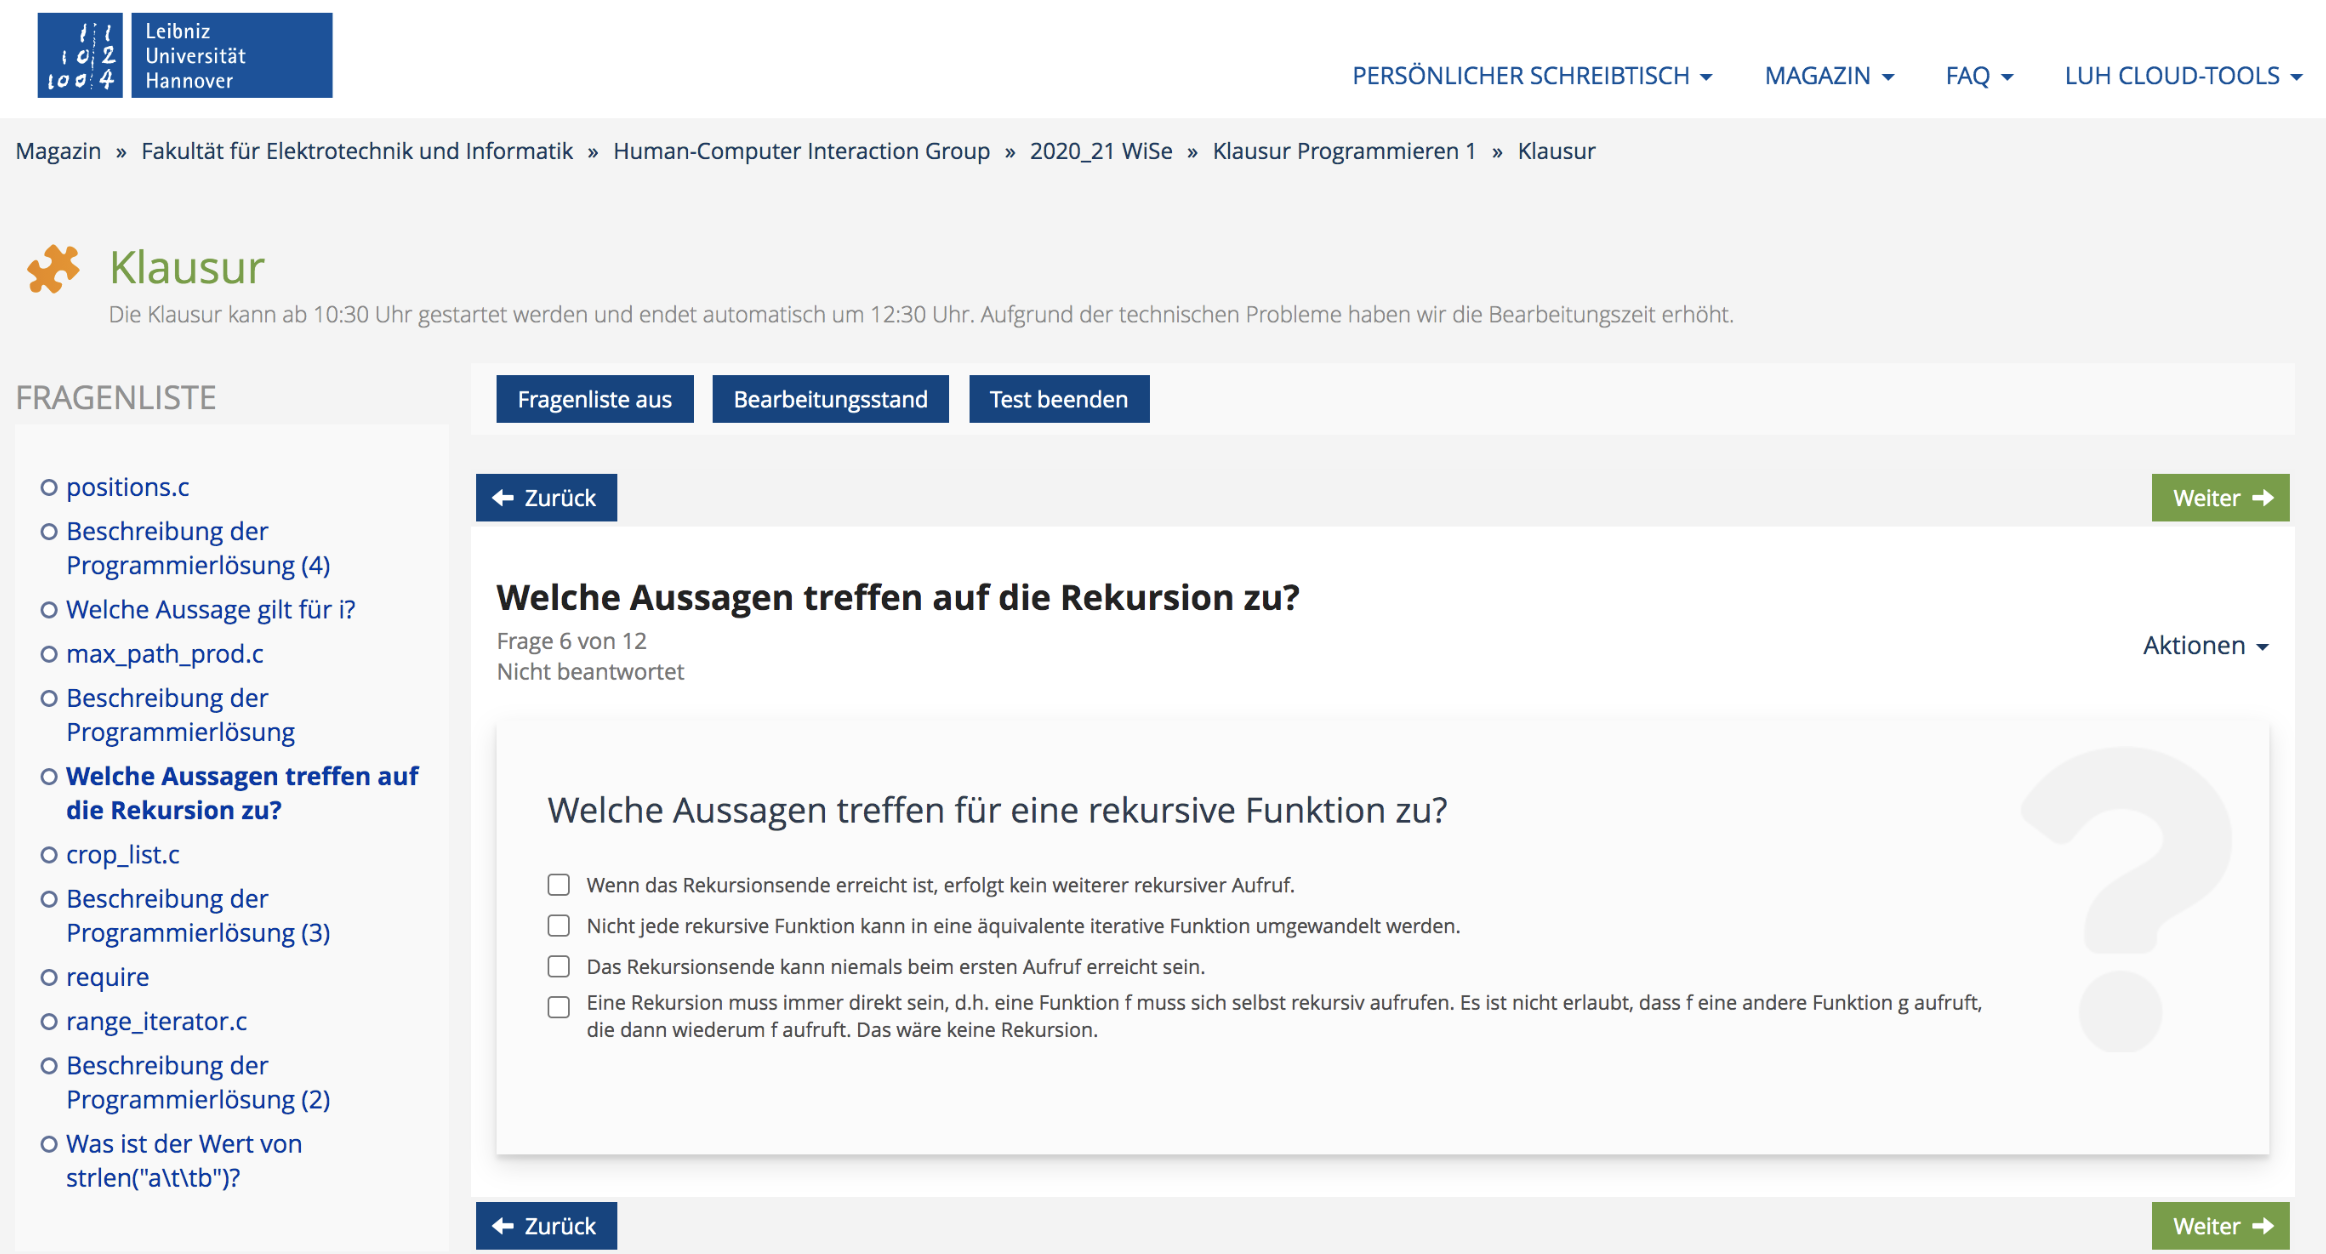 Leibniz
Universität
Hannover
PERSÖNLICHER SCHREIBTISCH
MAGAZIN
FAQ
LUH CLOUD-TOOLS
Magazin » Fakultät für Elektrotechnik und Informatik » Human-Computer Interaction Group » 2020_21 WiSe » Klausur Programmieren 1 » Klausur
Klausur
Die Klausur kann ab 10:30 Uhr gestartet werden und endet automatisch um 12:30 Uhr. Aufgrund der technischen Probleme haben wir die Bearbeitungszeit erhöht.
FRAGENLISTE
positions.c
Beschreibung der
Programmierlösung (4)
Welche Aussage gilt für i?
max_path_prod.c
Beschreibung der
Programmierlösung
Welche Aussagen treffen auf
die Rekursion zu?
crop_list.c
Beschreibung der
Programmierlösung (3)
require
range_iterator.c
Beschreibung der
Programmierlösung (2)
Was ist der Wert von
strlen("a\t\tb")?
Fragenliste aus
Bearbeitungsstand
Test beenden
Zurück
Weiter
Welche Aussagen treffen auf die Rekursion zu?
Frage 6 von 12
Nicht beantwortet
Aktionen
Welche Aussagen treffen für eine rekursive Funktion zu?
Wenn das Rekursionsende erreicht ist, erfolgt kein weiterer rekursiver Aufruf.
Nicht jede rekursive Funktion kann in eine äquivalente iterative Funktion umgewandelt werden.
Das Rekursionsende kann niemals beim ersten Aufruf erreicht sein.
Eine Rekursion muss immer direkt sein, d.h. eine Funktion f muss sich selbst rekursiv aufrufen. Es ist nicht erlaubt, dass f eine andere Funktion g aufruft,
die dann wiederum f aufruft. Das wäre keine Rekursion.
?
Zurück
Weiter